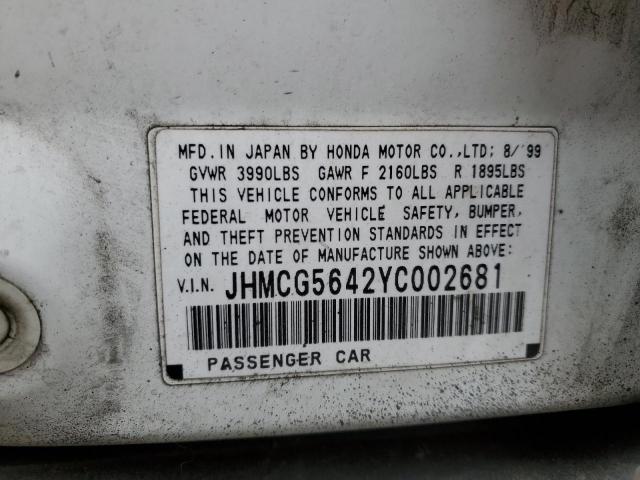 MFD. IN JAPAN BY HONDA MOTOR CO.,LTD; 8/'99
GVWR 3990LBS GAWR F 2160LBS R 1895LBS
THIS VEHICLE CONFORMS TO ALL APPLICABLE
FEDERAL MOTOR VEHICLE SAFETY, BUMPER,
AND THEFT PREVENTION STANDARDS IN EFFECT
ON THE DATE OF MANUFACTURE SHOWN ABOVE:
V.I.N. JHMCG5642YC002681
PASSENGER CAR